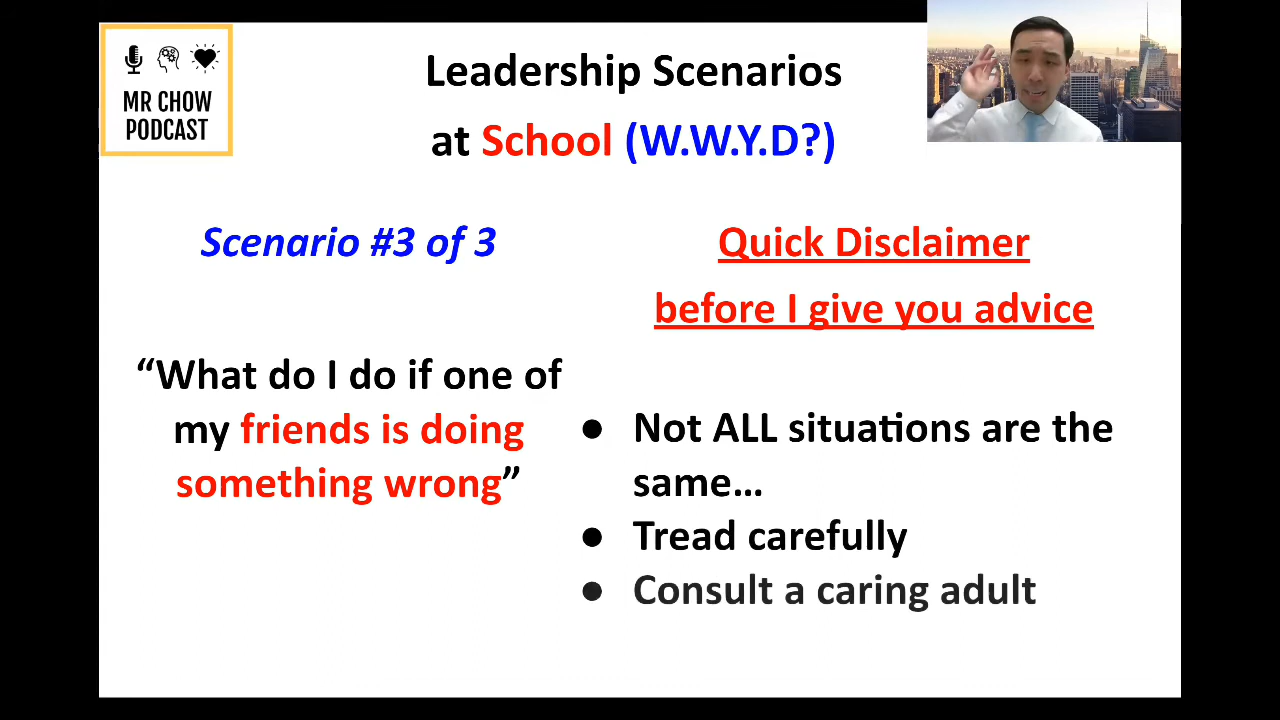 MR CHOW
PODCAST
Leadership Scenarios
at School (W.W.Y.D?)
Scenario #3 of 3
“What do I do if one of
my friends is doing
something wrong”
Quick Disclaimer
before I give you advice
● Not ALL situations are the
same...
● Tread carefully
● Consult a caring adult